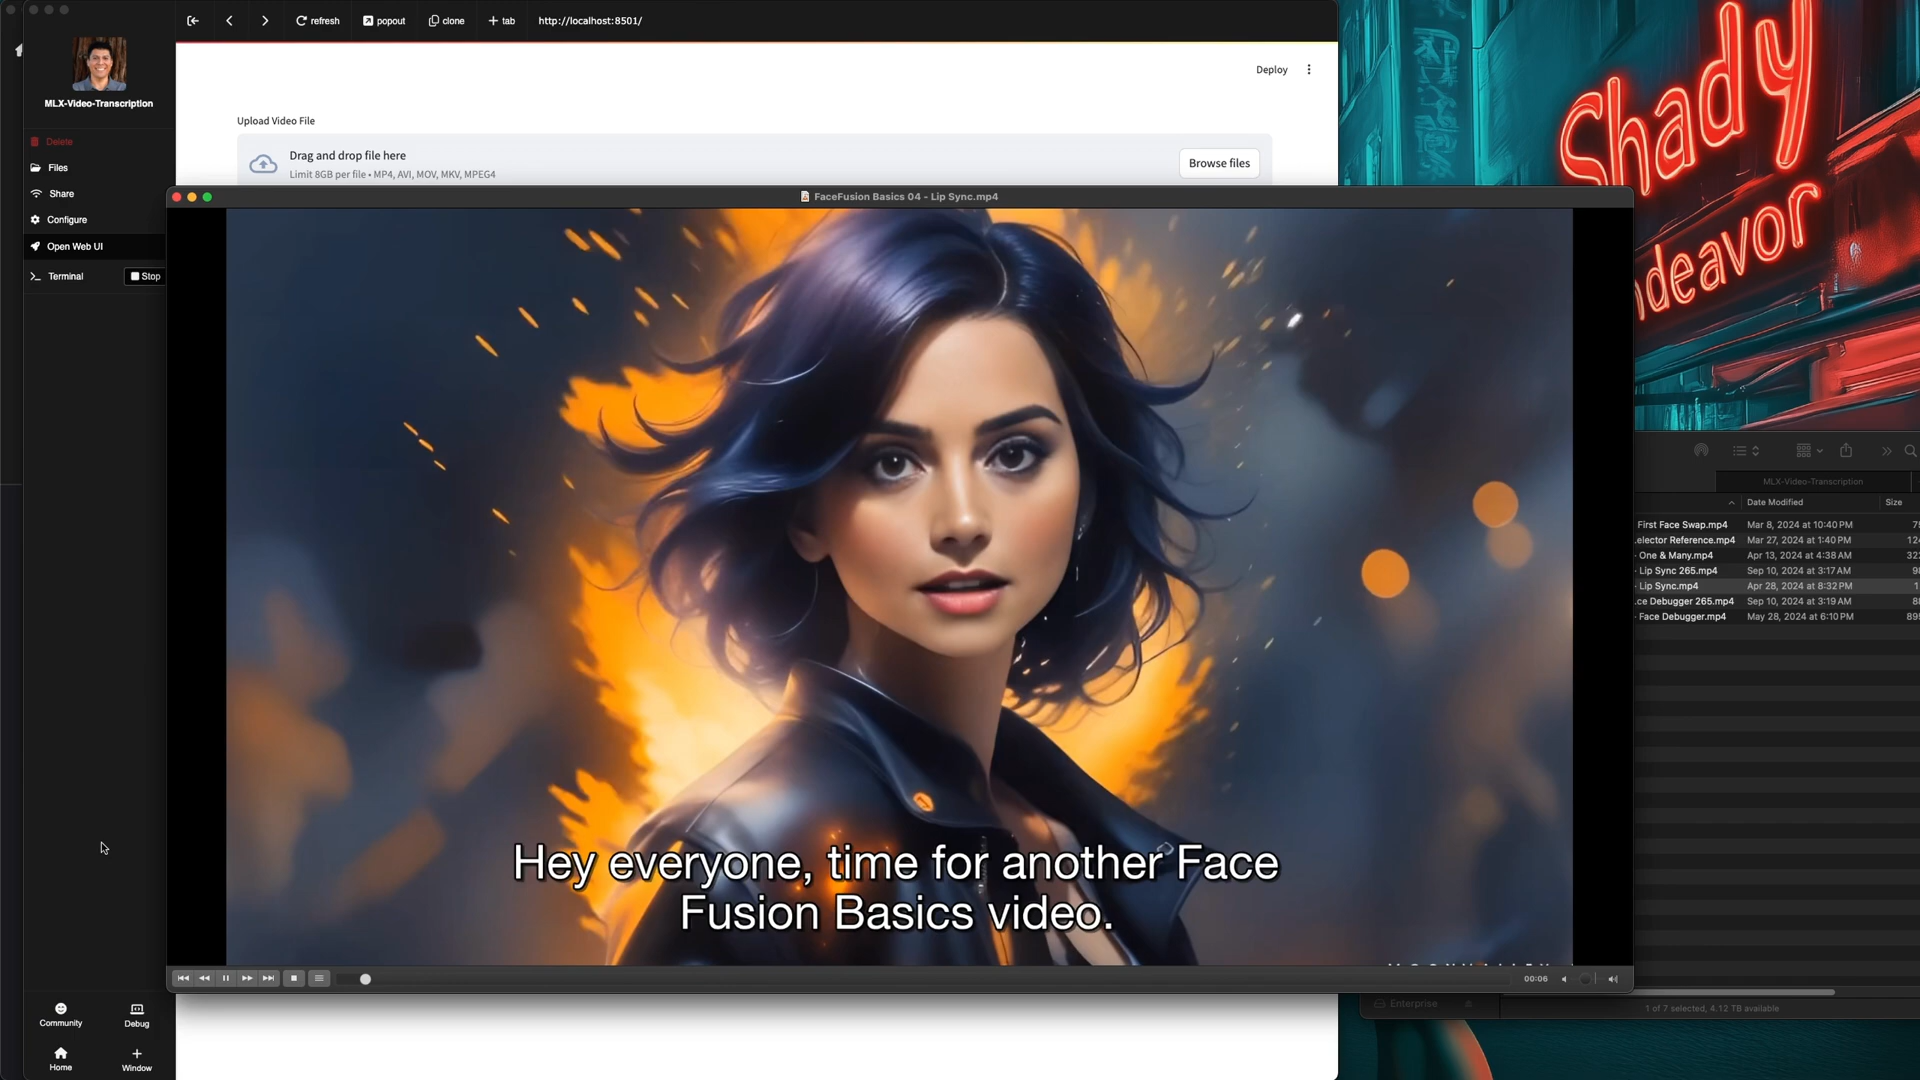 refresh
popout
clone
tab
http://localhost:8501/
MLX-Video-Transcription
Delete
Files
Share
Configure
Open Web UI
Terminal
Stop
Community
Debug
Home
Window
Deploy
Upload Video File
Drag and drop file here
Limit 8GB per file • MP4, AVI, MOV, MKV, MPEG4
Browse files
FaceFusion Basics 04 - Lip Sync.mp4
Hey everyone, time for another Face
Fusion Basics video.
00:06
Shady
ndeavor
MLX-Video-Transcription
Date Modified Size
First Face Swap.mp4 Mar 8, 2024 at 10:40 PM
elector Reference.mp4 Mar 27, 2024 at 1:40 PM
- One & Many.mp4 Apr 13, 2024 at 4:38 AM
- Lip Sync 265.mp4 Sep 10, 2024 at 3:17 AM
- Lip Sync.mp4 Apr 28, 2024 at 8:32 PM
ce Debugger 265.mp4 Sep 10, 2024 at 3:19 AM
- Face Debugger.mp4 May 28, 2024 at 6:10 PM
Enterprise
1 of 7 selected, 4.12 TB available